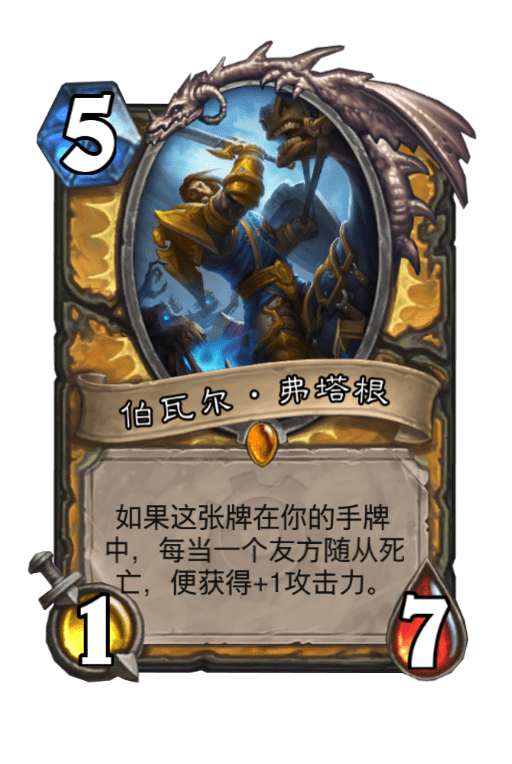 5
伯瓦尔·弗塔根
如果这张牌在你的手牌
中，每当一个友方随从死
亡，便获得+1攻击力。
1
7